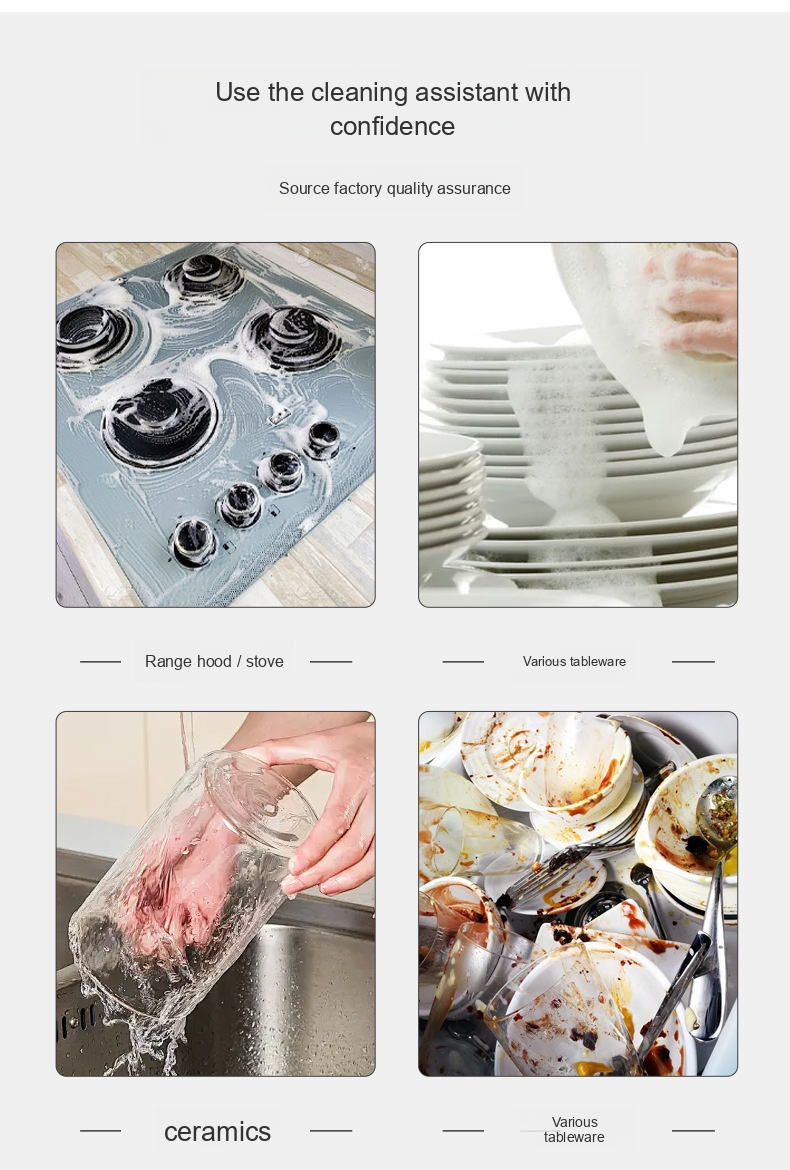 Use the cleaning assistant with
confidence
Source factory quality assurance
Range hood / stove
Various tableware
ceramics
Various
tableware